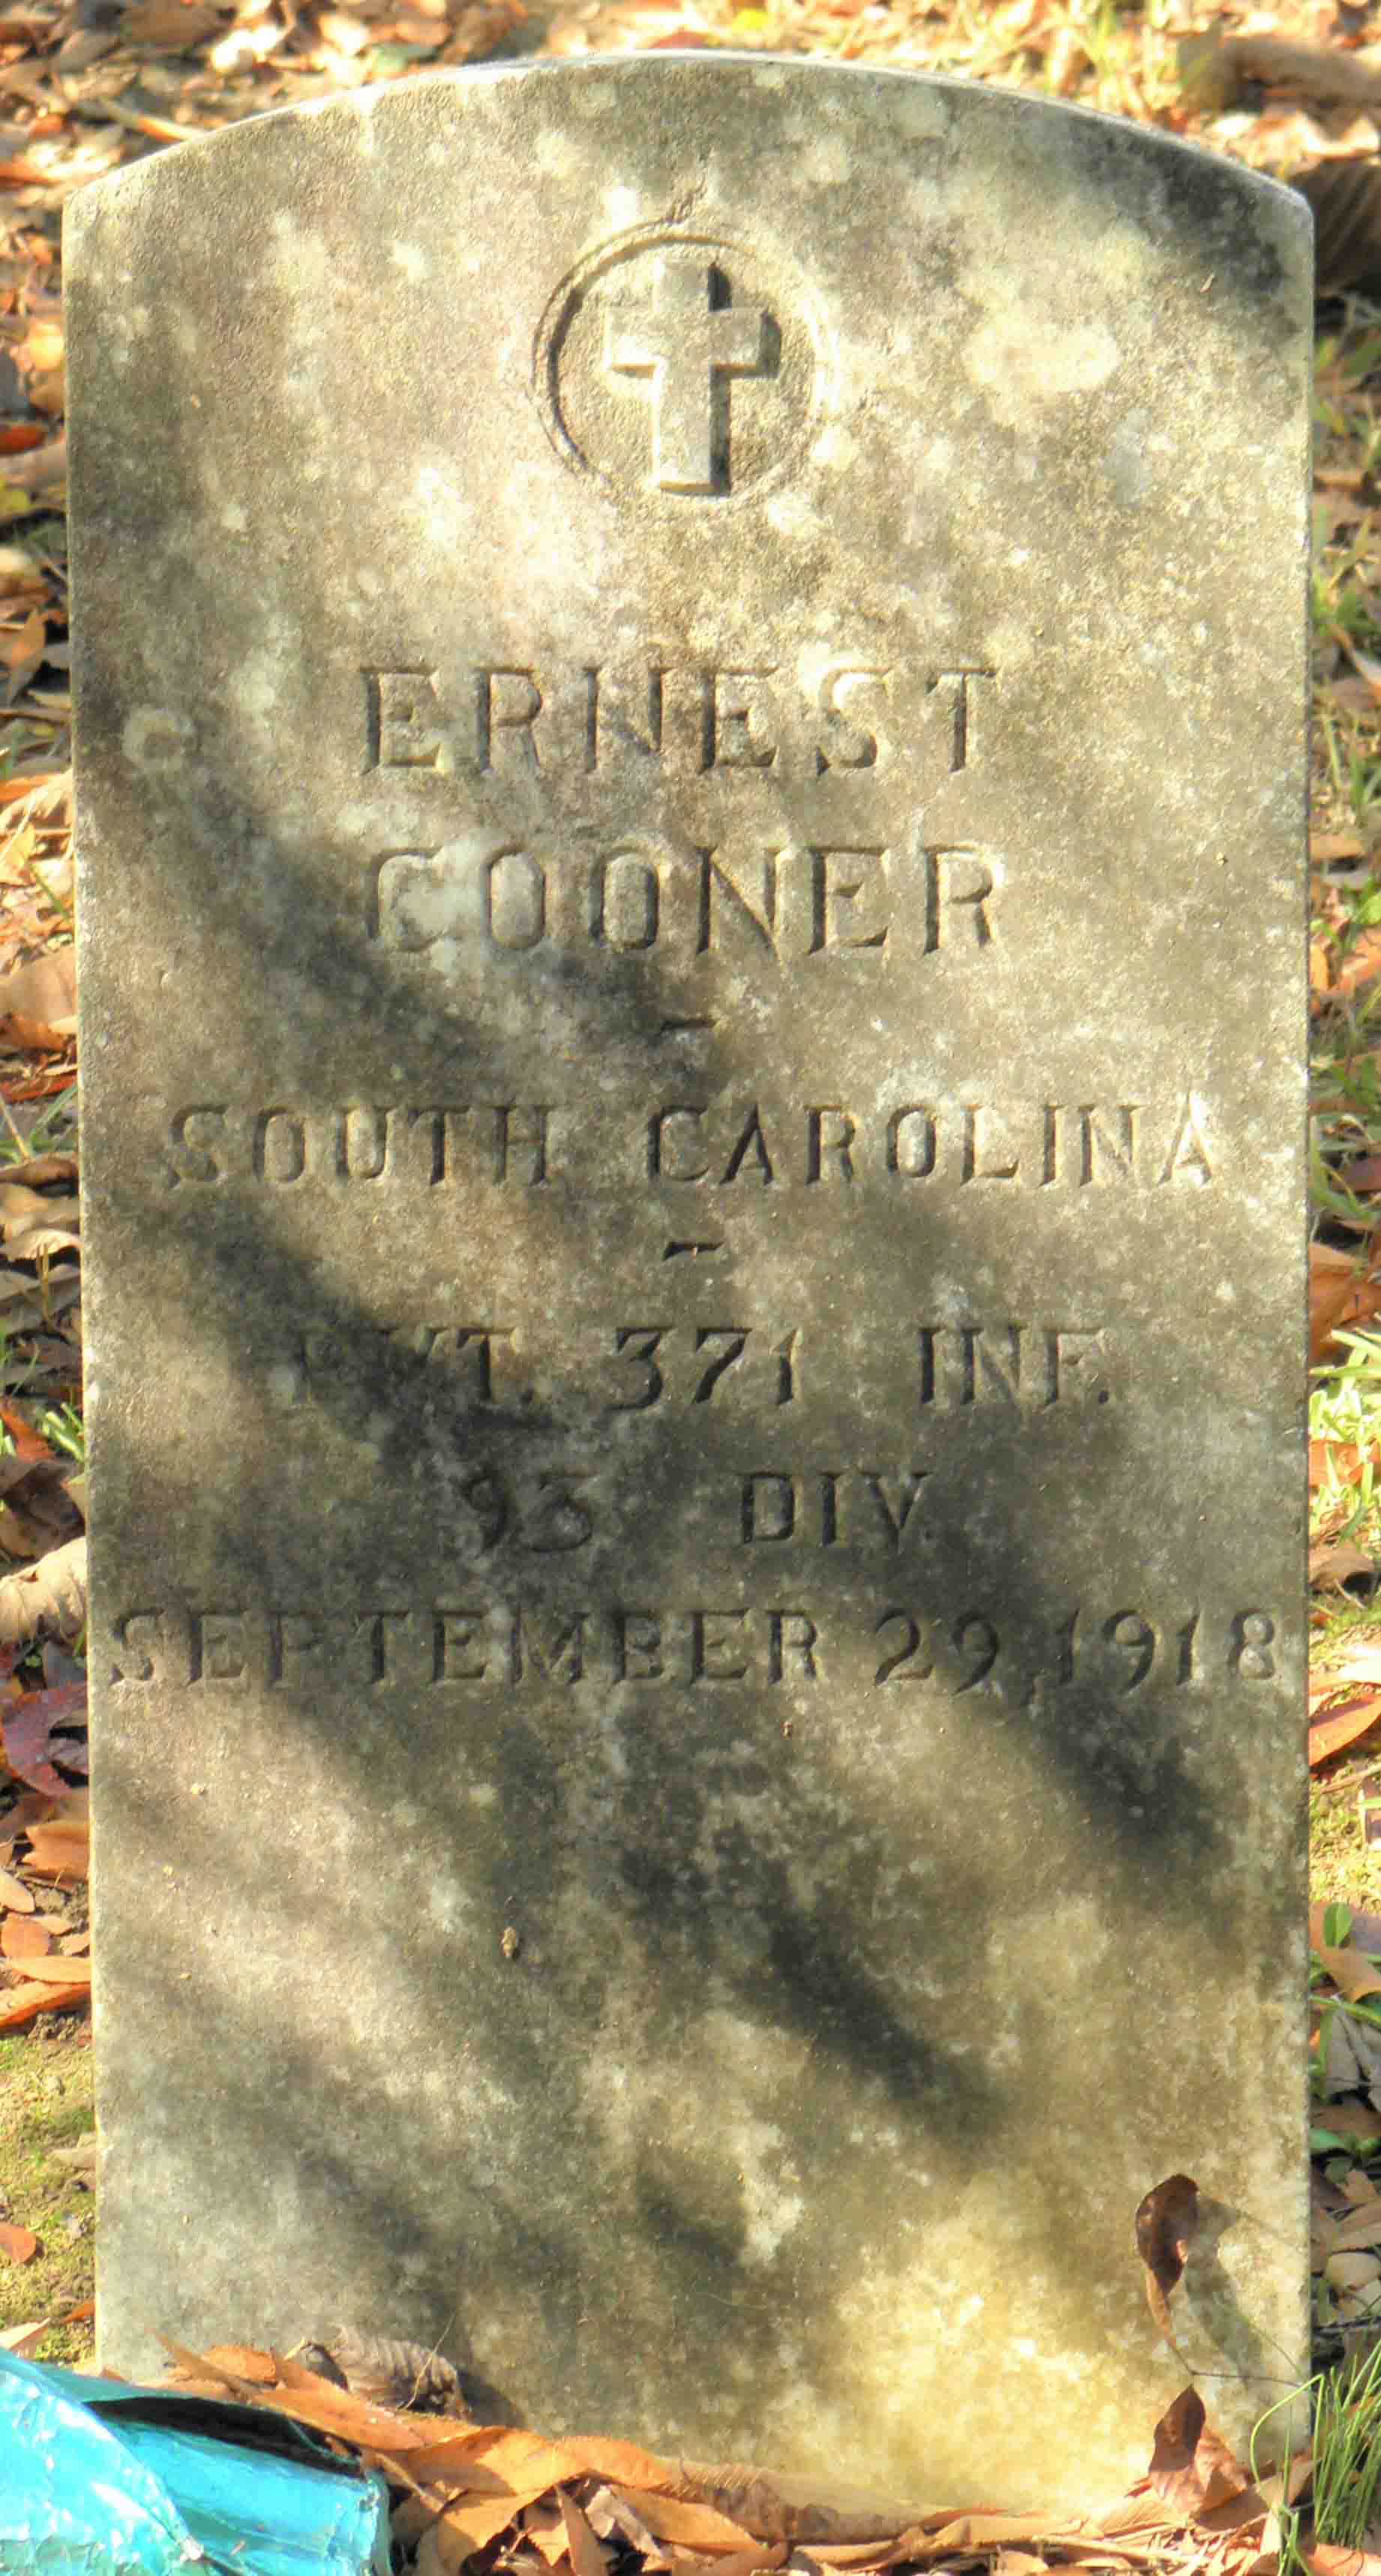 ERNEST
COONER
-
SOUTH CAROLINA
-
PVT. 371 INF.
93 DIV.
SEPTEMBER 29, 1918